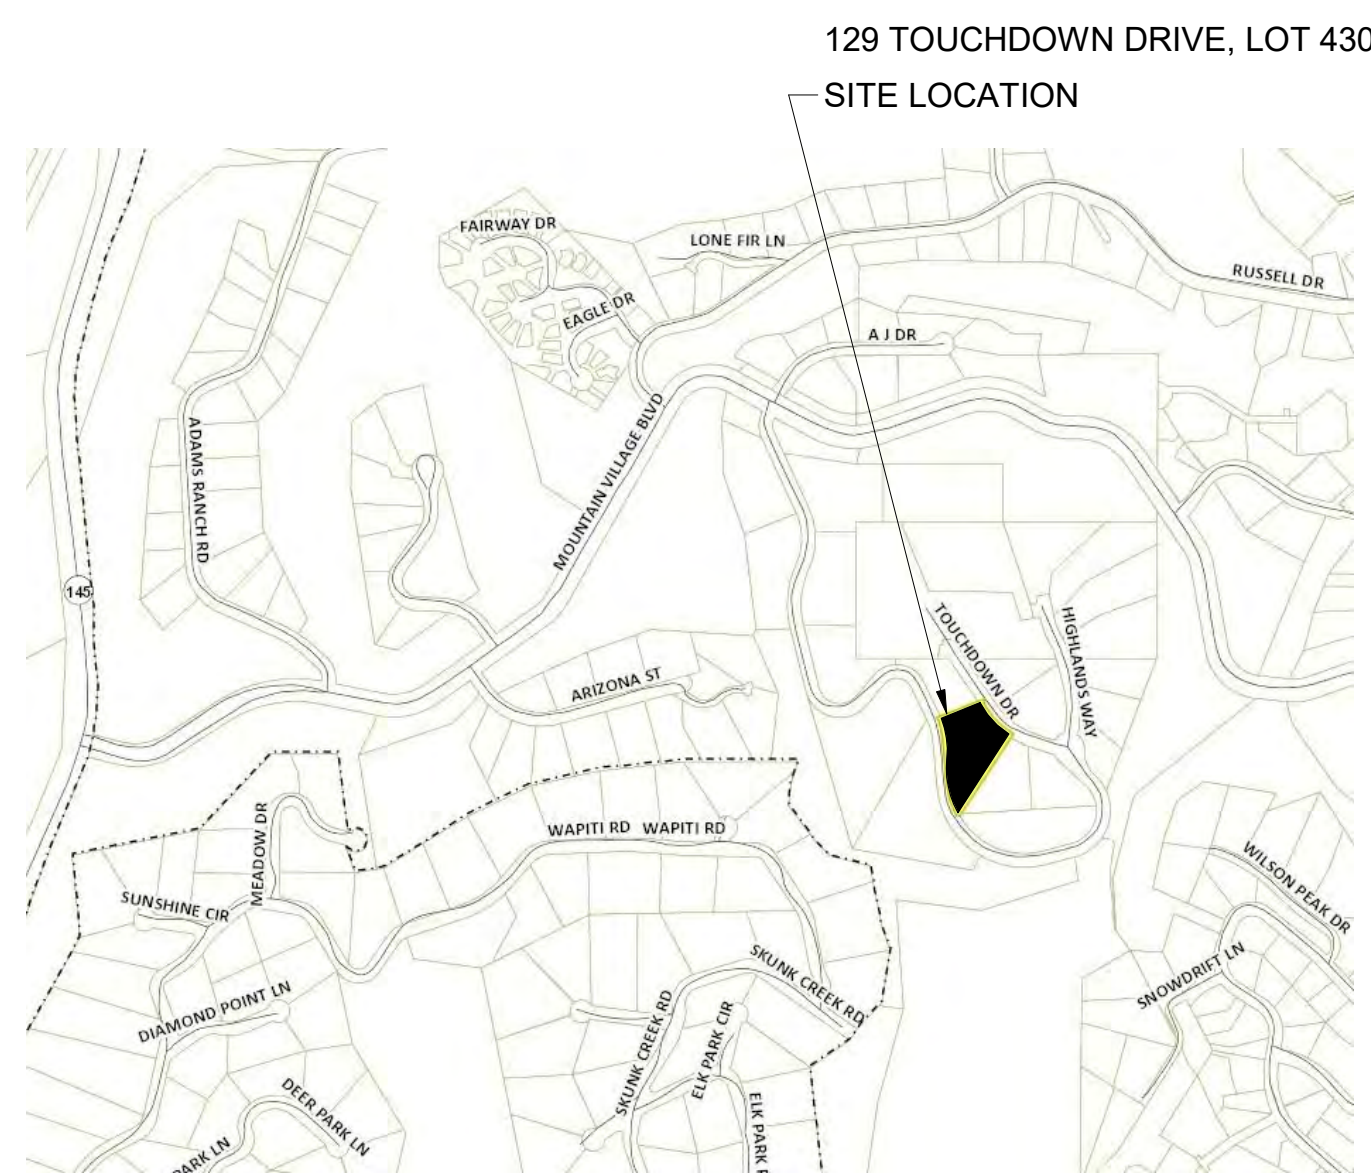 129 TOUCHDOWN DRIVE, LOT 430
SITE LOCATION
FAIRWAY DR
LONE FIR LN
RUSSELL DR
EAGLE DR
A J DR
MOUNTAIN VILLAGE BLVD
ADAMS RANCH RD
145
TOUCHDOWN DR
HIGHLANDS WAY
ARIZONA ST
MEADOW DR
WAPITI RD
WAPITI RD
WILSON PEAK DR
SUNSHINE CIR
SKUNK CREEK RD
SNOWDRIFT LN
DIAMOND POINT LN
SKUNK CREEK RD
ELK PARK CIR
DEER PARK LN
ELK PARK
PARK LN